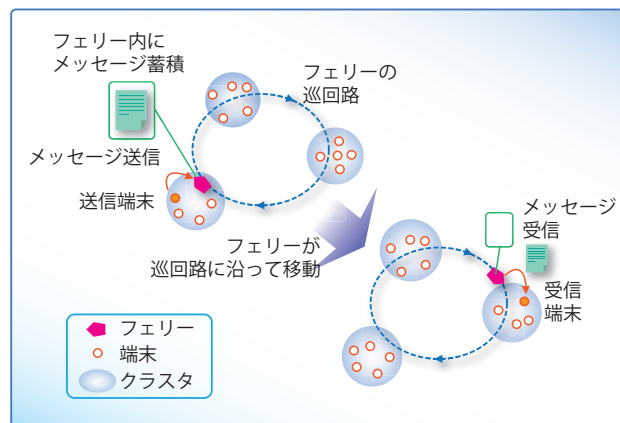 フェリー内に
メッセージ蓄積
フェリーの
巡回路
メッセージ送信
送信端末
フェリーが
巡回路に沿って移動
メッセージ
受信
受信
端末
フェリー
端末
クラスタ